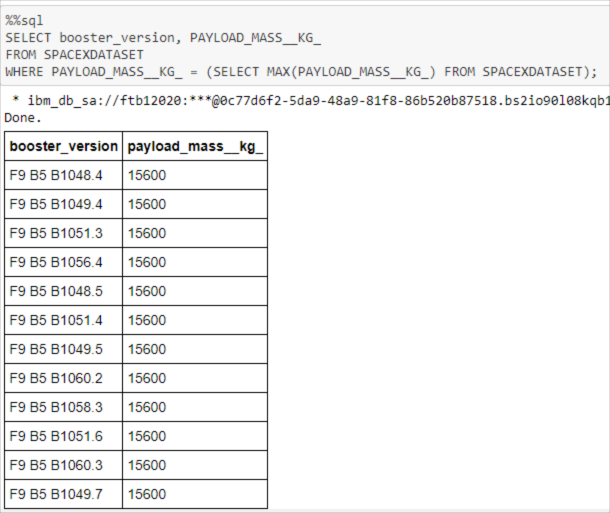 %%sql
SELECT booster_version, PAYLOAD_MASS__KG_
FROM SPACEXDATASET
WHERE PAYLOAD_MASS__KG_ = (SELECT MAX(PAYLOAD_MASS__KG_) FROM SPACEXDATASET);
* ibm_db_sa://ftb12020:***@0c77d6f2-5da9-48a9-81f8-86b520b87518.bs2io90l08kqb1
Done.
booster_version payload_mass__kg_
F9 B5 B1048.4 15600
F9 B5 B1049.4 15600
F9 B5 B1051.3 15600
F9 B5 B1056.4 15600
F9 B5 B1048.5 15600
F9 B5 B1051.4 15600
F9 B5 B1049.5 15600
F9 B5 B1060.2 15600
F9 B5 B1058.3 15600
F9 B5 B1051.6 15600
F9 B5 B1060.3 15600
F9 B5 B1049.7 15600